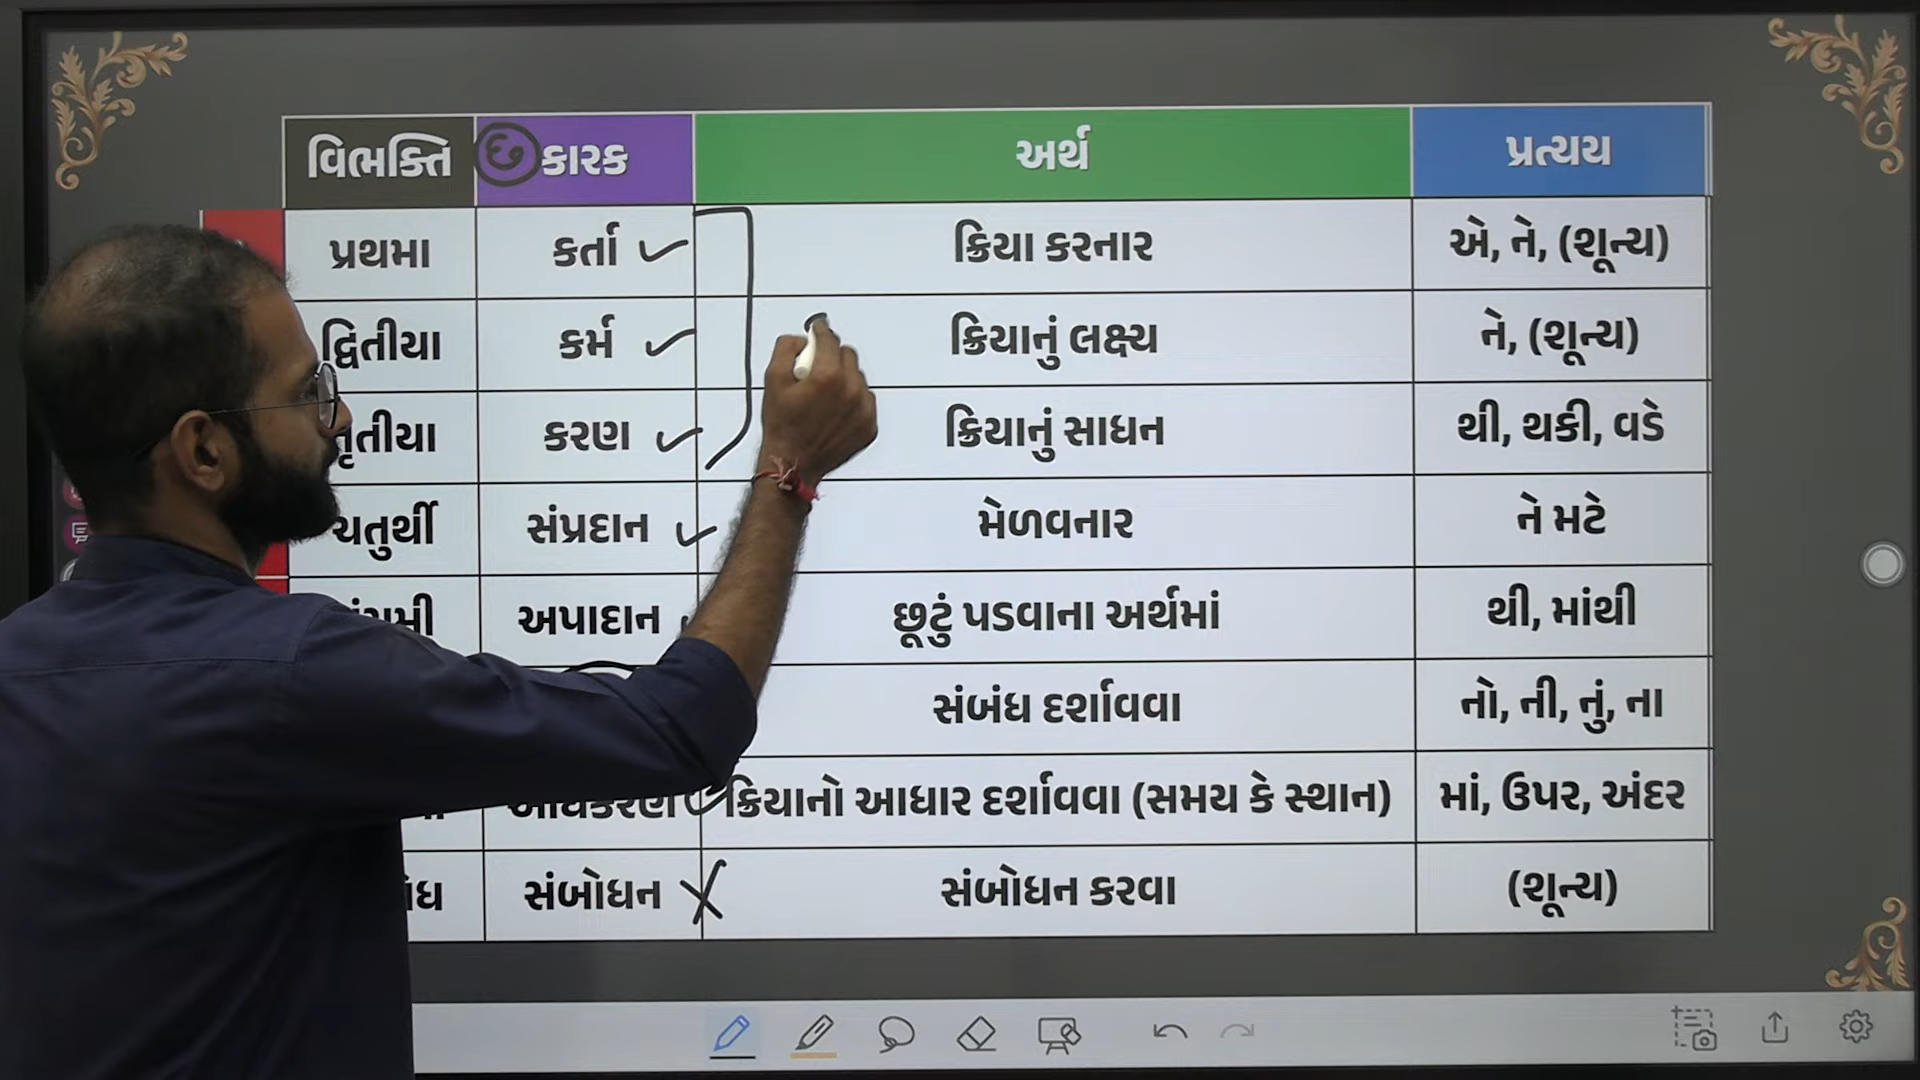 વિભક્તિ છ કારક અર્થ પ્રત્યય
પ્રથમા કર્તા ક્રિયા કરનાર એ, ને, (શૂન્ય)
દ્વિતીયા કર્મ ક્રિયાનું લક્ષ્ય ને, (શૂન્ય)
કરણ ક્રિયાનું સાધન થી, થકી, વડે
ચતુર્થી સંપ્રદાન મેળવનાર ને મટે
અપાદાન છૂટું પડવાના અર્થમાં થી, માંથી
સંબંધ દર્શાવવા નો, ની, નું, ના
ક્રિયાનો આધાર દર્શાવવા (સમય કે સ્થાન) માં, ઉપર, અંદર
સંબોધન સંબોધન કરવા (શૂન્ય)